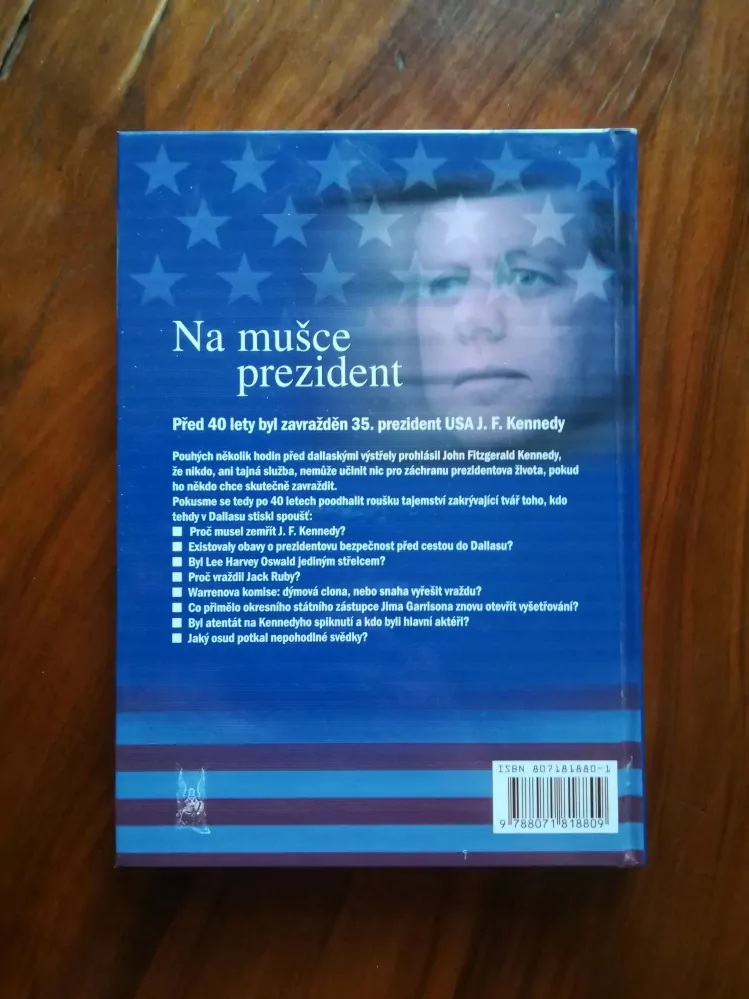 Na mušce
prezident
Před 40 lety byl zavražděn 35. prezident USA J. F. Kennedy
Pouhých několik hodin před dallaskými výstřely prohlásil John Fitzgerald Kennedy,
že nikdo, ani tajná služba, nemůže učinit nic pro záchranu prezidentova života, pokud
ho někdo chce skutečně zavraždit.
Pokusme se tedy po 40 letech poodhalit roušku tajemství zakrývající tvář toho, kdo
tehdy v Dallasu stiskl spoušť:
■ Proč musel zemřít J. F. Kennedy?
■ Existovaly obavy o prezidentovu bezpečnost před cestou do Dallasu?
■ Byl Lee Harvey Oswald jediným střelcem?
■ Proč vraždil Jack Ruby?
■ Warrenova komise: dýmová clona, nebo snaha vyřešit vraždu?
■ Co přimělo okresního státního zástupce Jima Garrisona znovu otevřít vyšetřování?
■ Byl atentát na Kennedyho spiknutí a kdo byli hlavní aktéři?
■ Jaký osud potkal nepohodlné svědky?
ISBN 807181880-1
9 788071 818809